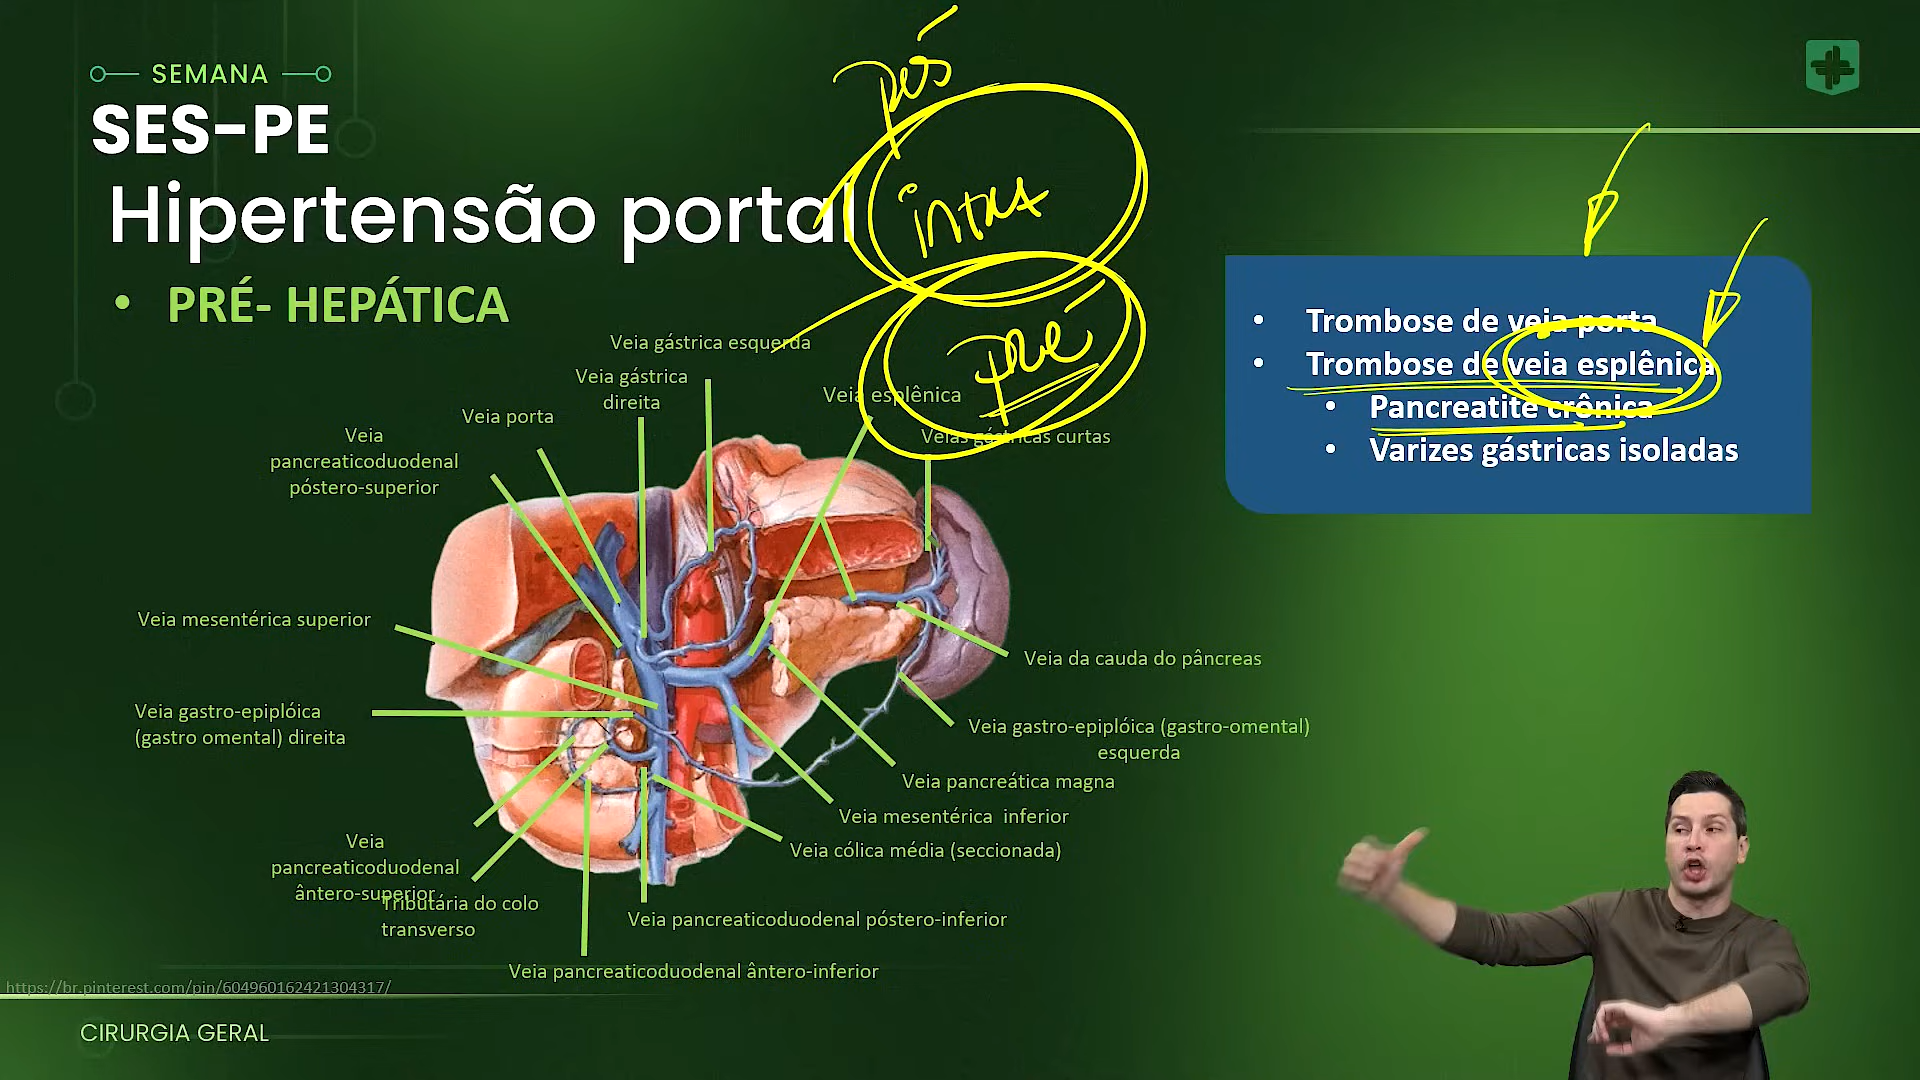 SEMANA
SES-PE
Hipertensão portal
• PRÉ- HEPÁTICA
pós
intra
pré
• Trombose de veia porta
• Trombose de veia esplênica
• Pancreatite crônica
• Varizes gástricas isoladas
Veia gástrica esquerda
Veia gástrica
direita
Veia porta
Veia
pancreaticoduodenal
póstero-superior
Veia esplênica
Veias gástricas curtas
Veia mesentérica superior
Veia gastro-epiplóica
(gastro omental) direita
Veia da cauda do pâncreas
Veia gastro-epiplóica (gastro-omental)
esquerda
Veia pancreática magna
Veia mesentérica inferior
Veia cólica média (seccionada)
Veia
pancreaticoduodenal
ântero-superior
Tributária do colo
transverso
Veia pancreaticoduodenal póstero-inferior
Veia pancreaticoduodenal ântero-inferior
https://br.pinterest.com/pin/604960162421304317/
CIRURGIA GERAL